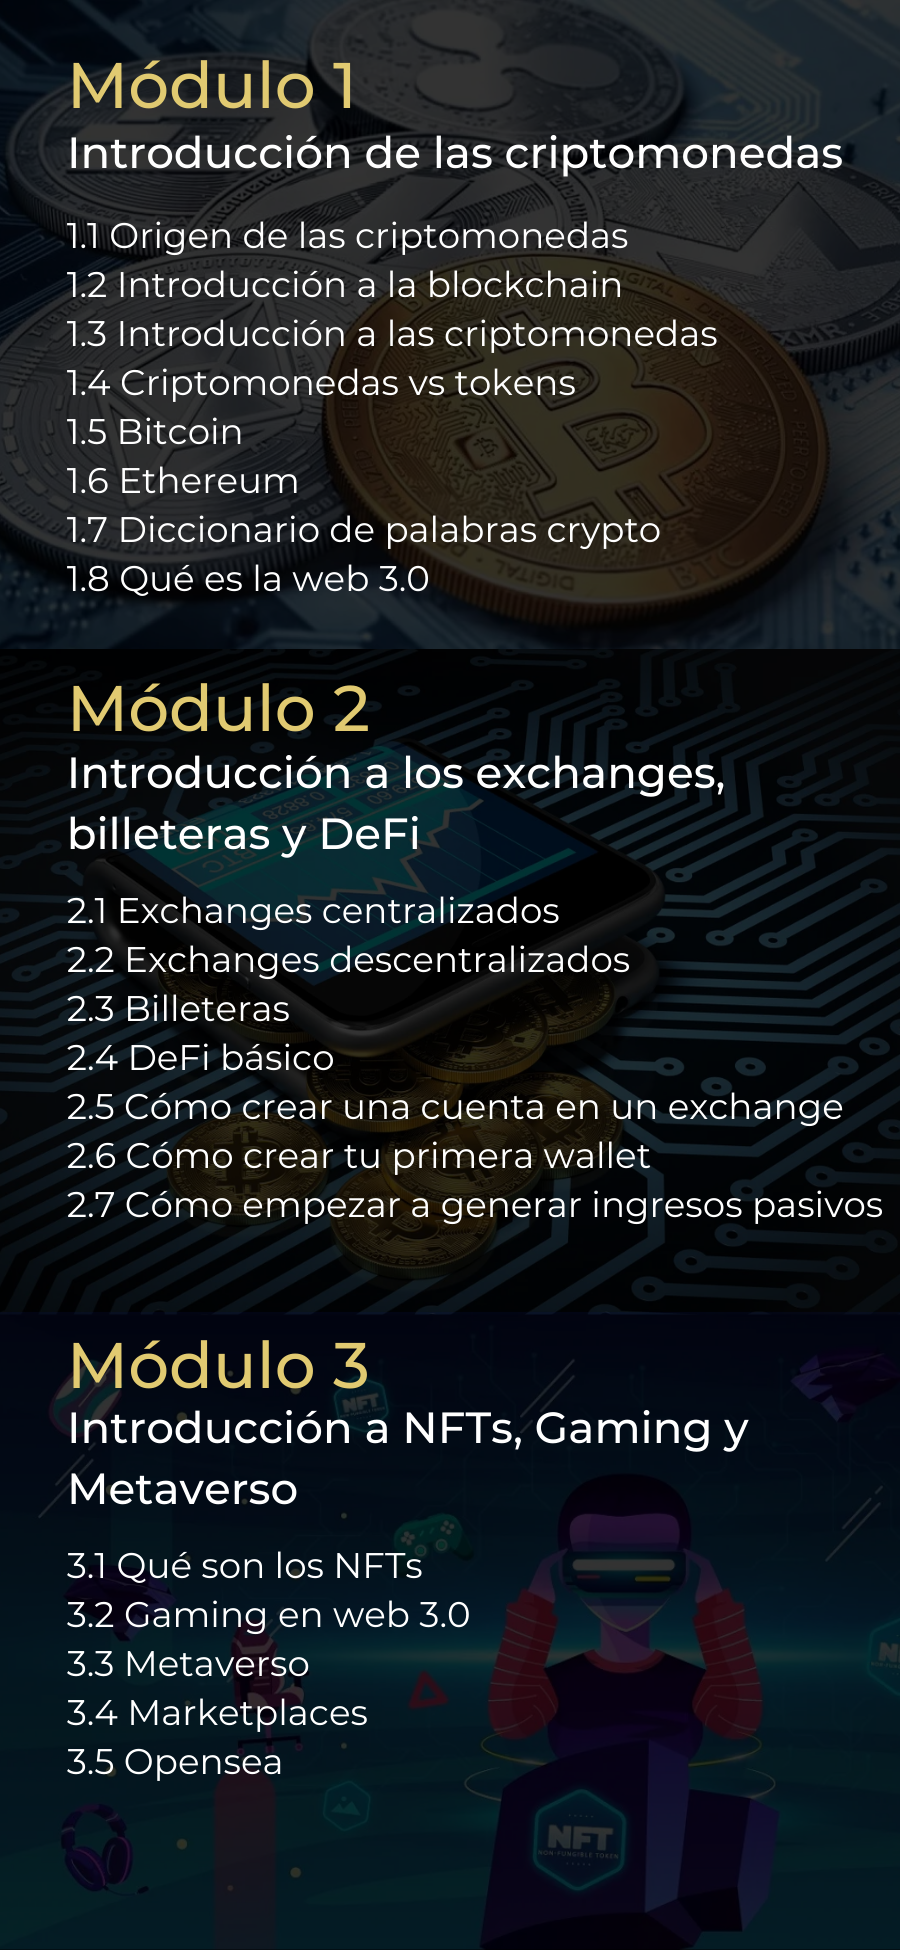 Módulo 1
Introducción de las criptomonedas
1.1 Origen de las criptomonedas
1.2 Introducción a la blockchain
1.3 Introducción a las criptomonedas
1.4 Criptomonedas vs tokens
1.5 Bitcoin
1.6 Ethereum
1.7 Diccionario de palabras crypto
1.8 Qué es la web 3.0
Módulo 2
Introducción a los exchanges,
billeteras y DeFi
2.1 Exchanges centralizados
2.2 Exchanges descentralizados
2.3 Billeteras
2.4 DeFi básico
2.5 Cómo crear una cuenta en un exchange
2.6 Cómo crear tu primera wallet
2.7 Cómo empezar a generar ingresos pasivos
Módulo 3
NFT
Introducción a NFTs, Gaming y
Metaverso
3.1 Qué son los NFTs
3.2 Gaming en web 3.0
3.3 Metaverso
3.4 Marketplaces
3.5 Opensea
NFT
NON-FUNGIBLE TOKEN